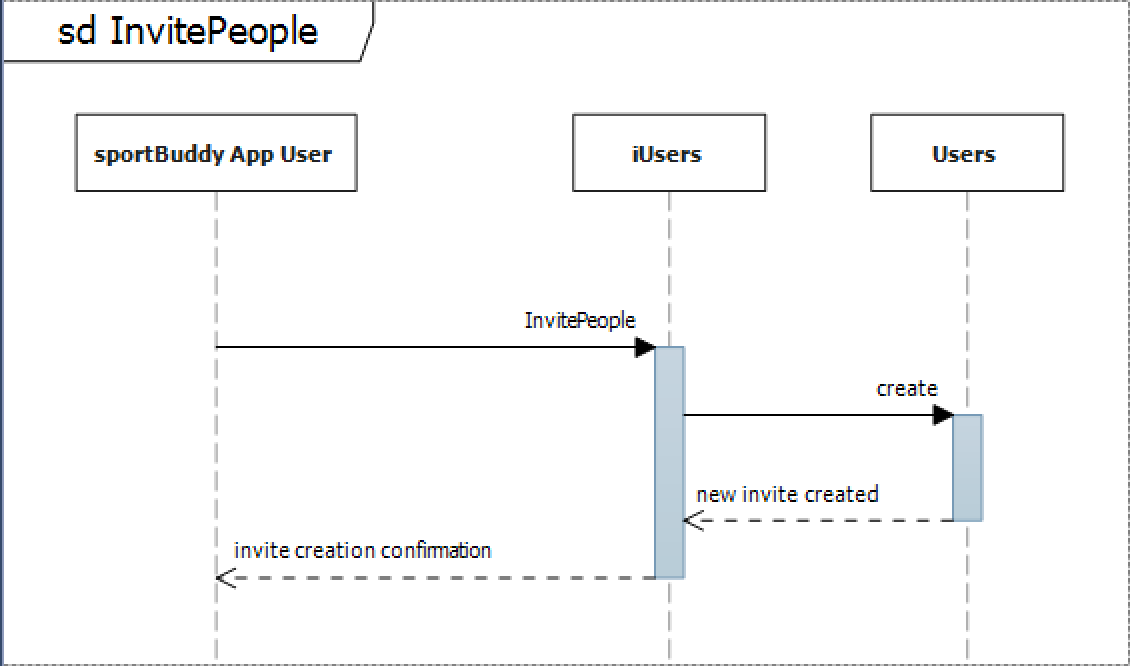 sd InvitePeople
sportBuddy App User
iUsers
Users
InvitePeople
create
new invite created
invite creation confirmation